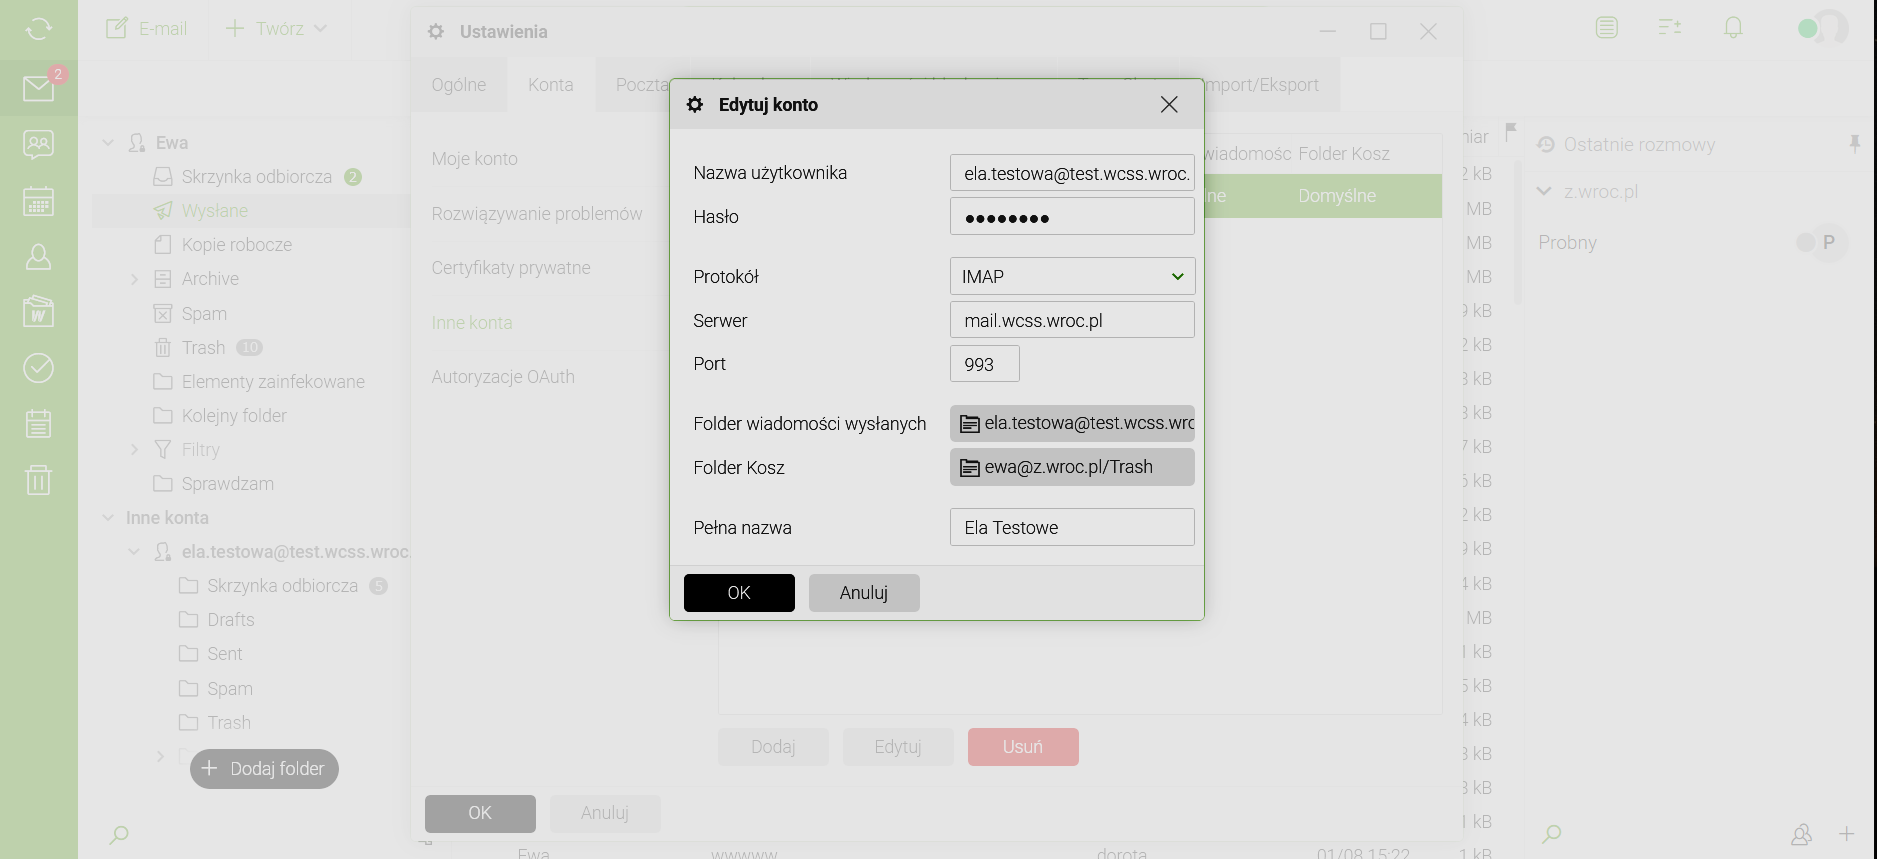 E-mail
Twórz
Ustawienia
2
Ogólne
Konta
Poczta
mport/Eksport
Edytuj konto
Ewa
Skrzynka odbiorcza 2
Wysłane
Kopie robocze
Archive
Spam
Trash 10
Elementy zainfekowane
Kolejny folder
Filtry
Sprawdzam
Inne konta
ela.testowa@test.wcss.wroc.
Skrzynka odbiorcza 5
Drafts
Sent
Spam
Trash
Dodaj folder
Moje konto
Rozwiązywanie problemów
Certyfikaty prywatne
Inne konta
Autoryzacje OAuth
Nazwa użytkownika
ela.testowa@test.wcss.wroc.
Hasło
●●●●●●●●
Protokół
IMAP
Serwer
mail.wcss.wroc.pl
Port
993
Folder wiadomości wysłanych
ela.testowa@test.wcss.wrc
Folder Kosz
ewa@z.wroc.pl/Trash
Pełna nazwa
Ela Testowe
OK
Anuluj
wiadomośc Folder Kosz
lne
Domyślne
Dodaj
Edytuj
Usuń
OK
Anuluj
miar
2 kB
MB
MB
MB
9 kB
2 kB
3 kB
3 kB
7 kB
5 kB
2 kB
9 kB
4 kB
MB
1 kB
5 kB
4 kB
3 kB
3 kB
1 kB
Ewa
wwwww
dorota
01/08 15:22
1 kB
Ostatnie rozmowy
z.wroc.pl
Probny
P